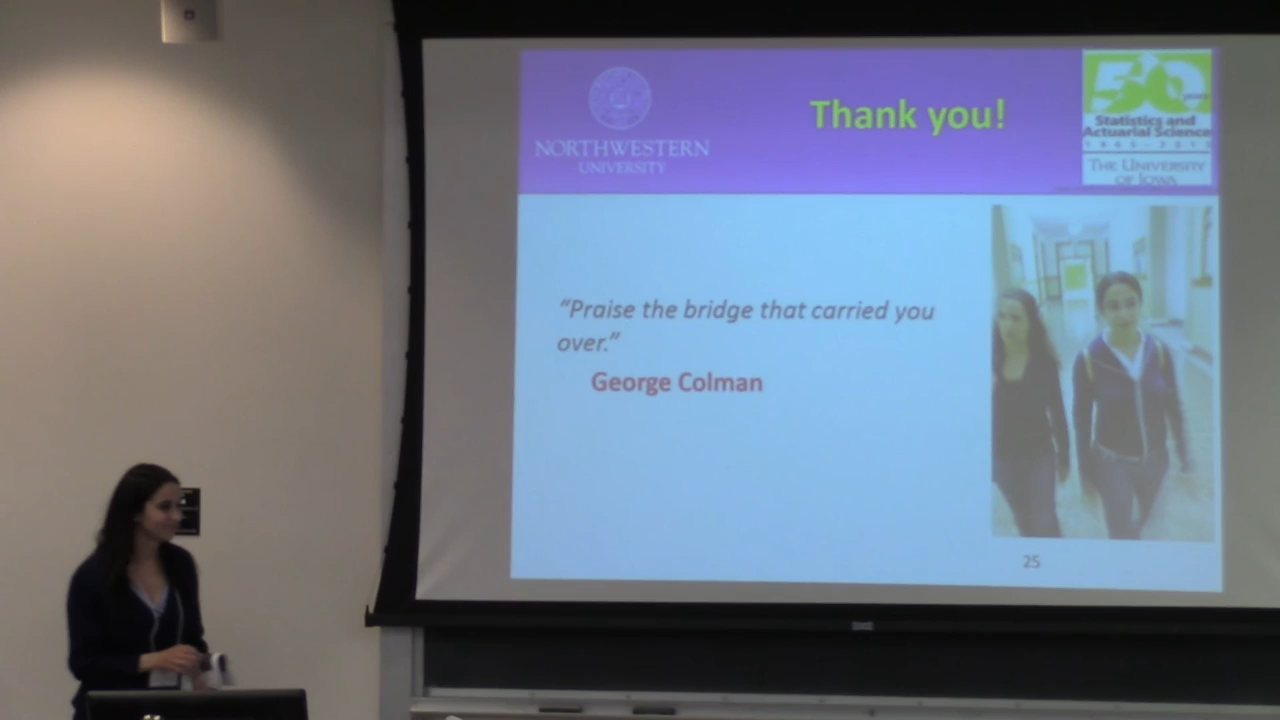 Thank you!
NORTHWESTERN
UNIVERSITY
50
Statistics and
Actuarial Science
THE UNIVERSITY
OF IOWA
“Praise the bridge that carried you
over.”
George Colman
25